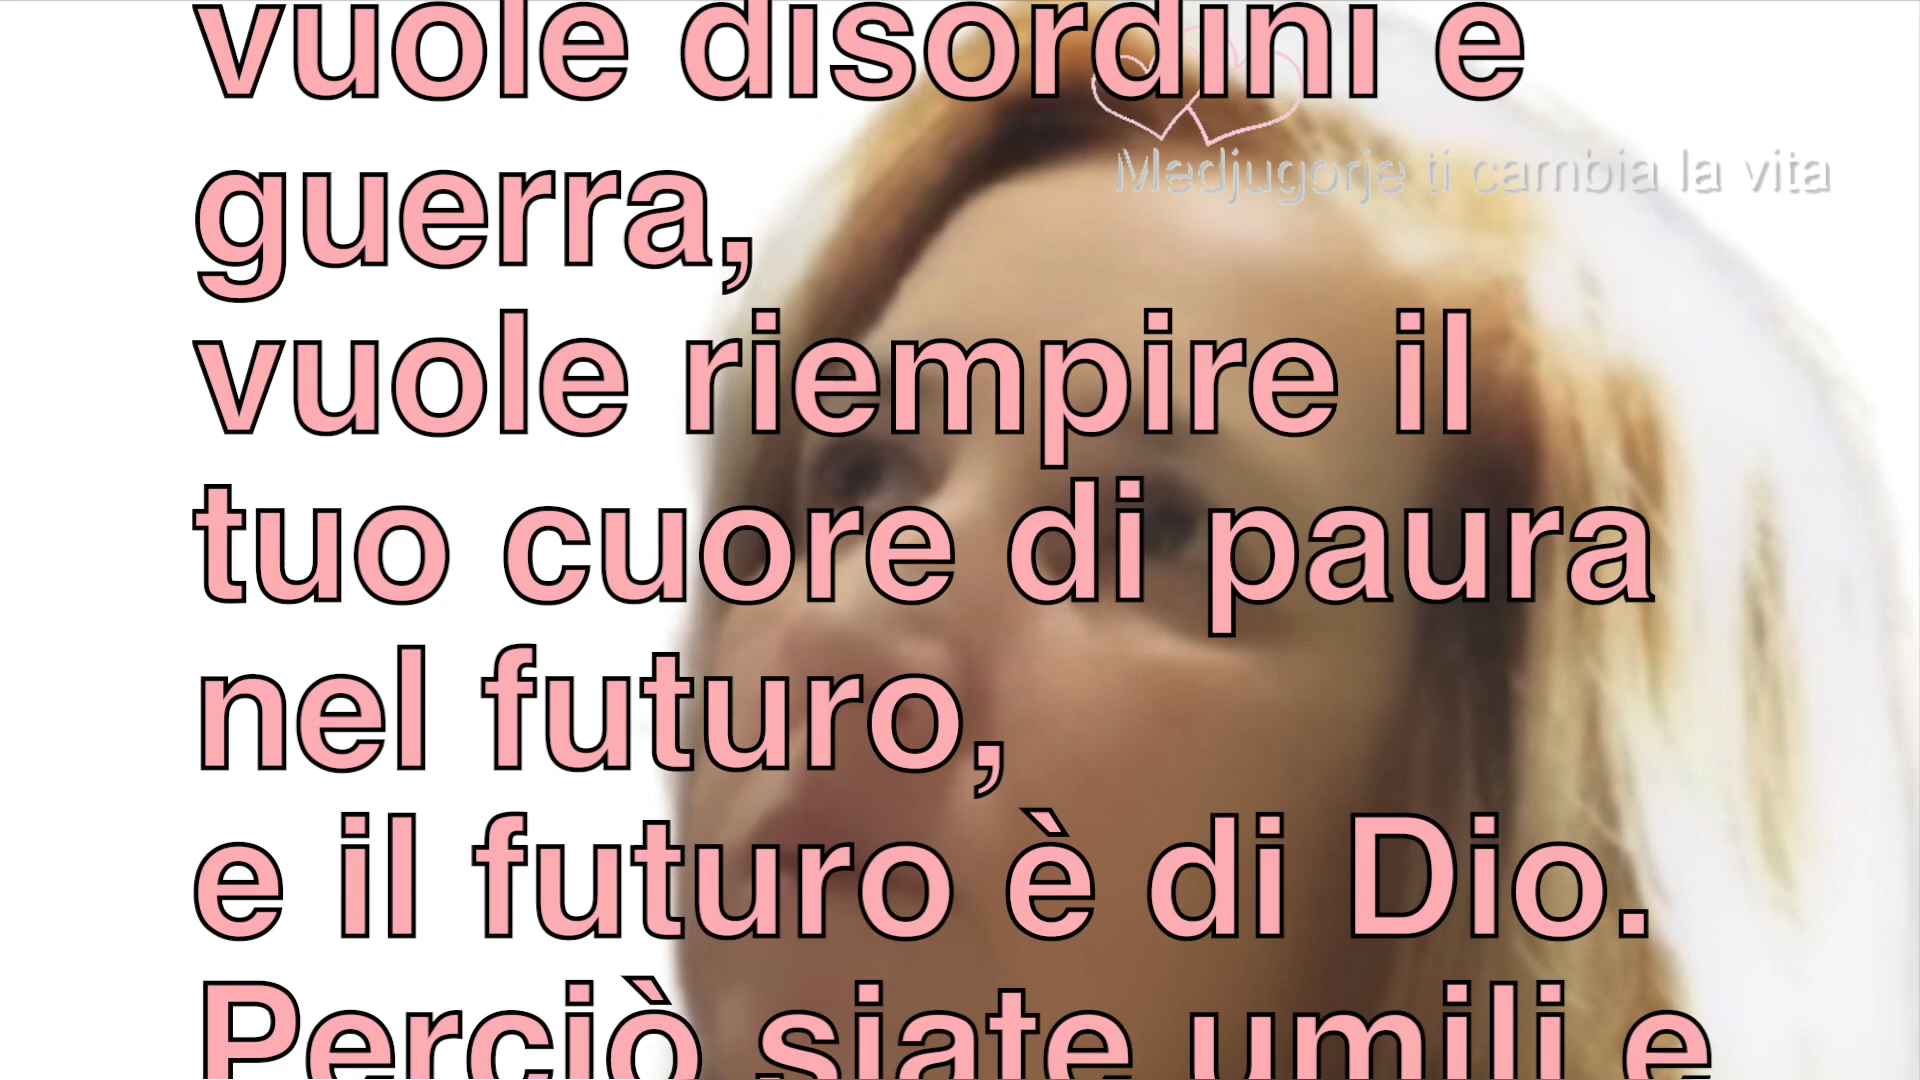 vuole disordini e
Medjugorje ti cambia la vita
guerra,
vuole riempire il
tuo cuore di paura
nel futuro,
e il futuro è di Dio.
Perciò siate umili e